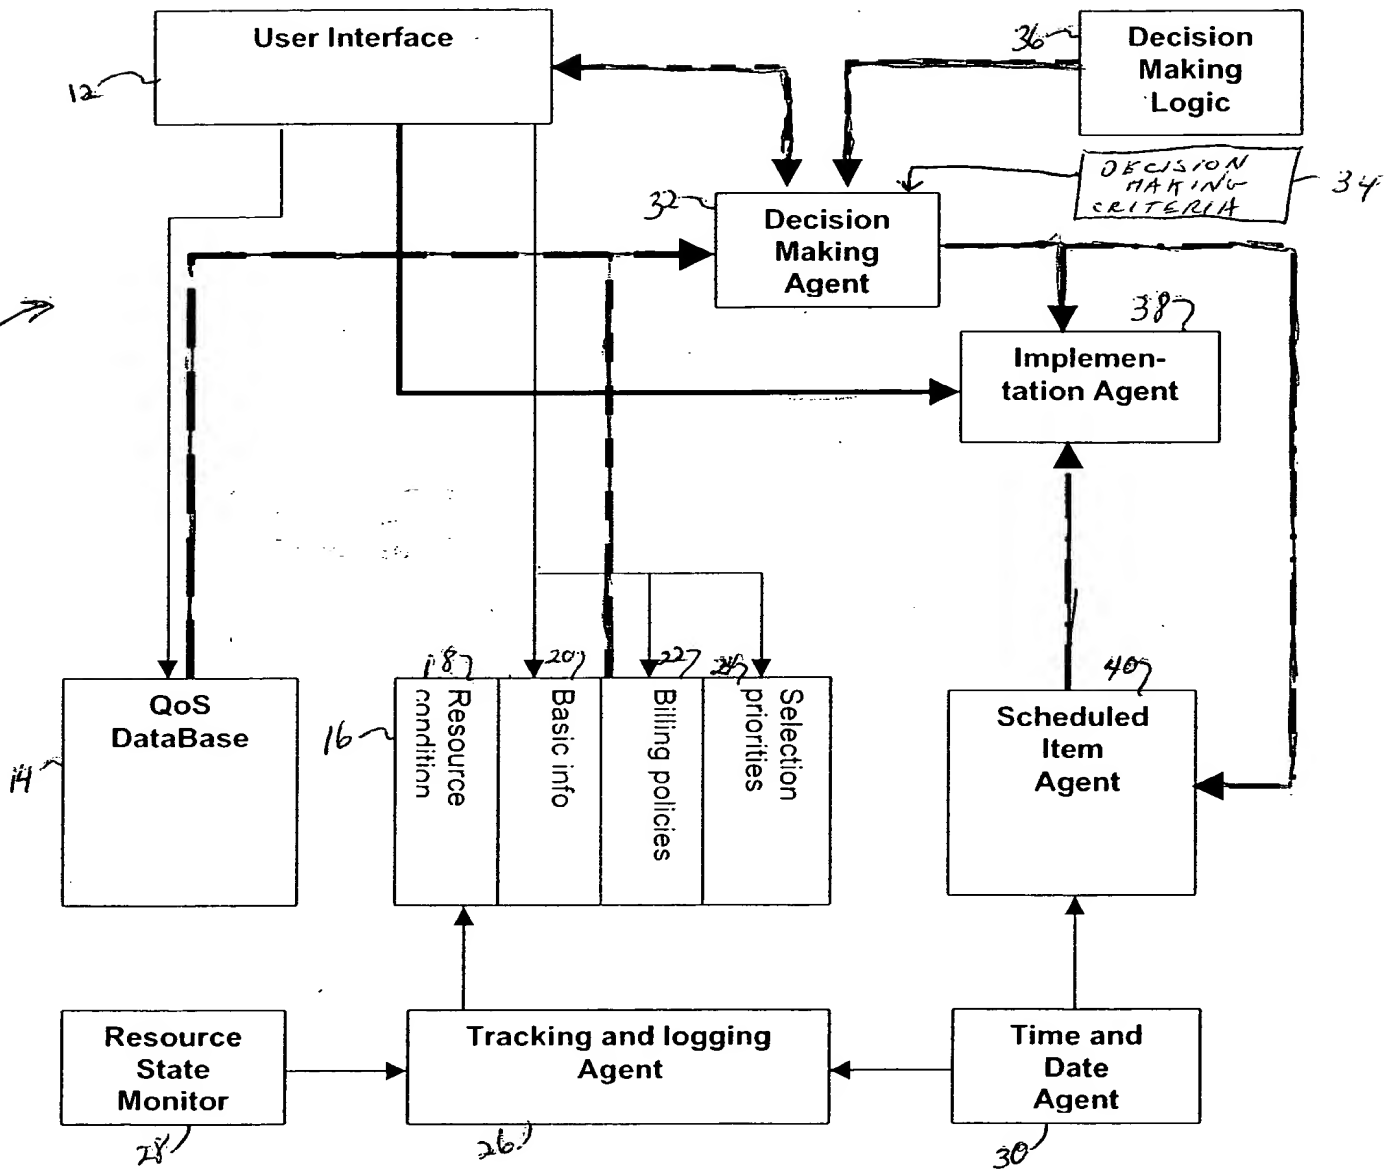 User Interface
12
36
Decision
Making
Logic
DECISION
MAKING
CRITERIA
34
32
Decision
Making
Agent
38
Implemen-
tation Agent
QoS
DataBase
14
16
18
Resource
condition
20
Basic info
22
Billing policies
24
Selection
priorities
40
Scheduled
Item
Agent
Resource
State
Monitor
28
Tracking and logging
Agent
26
Time and
Date
Agent
30